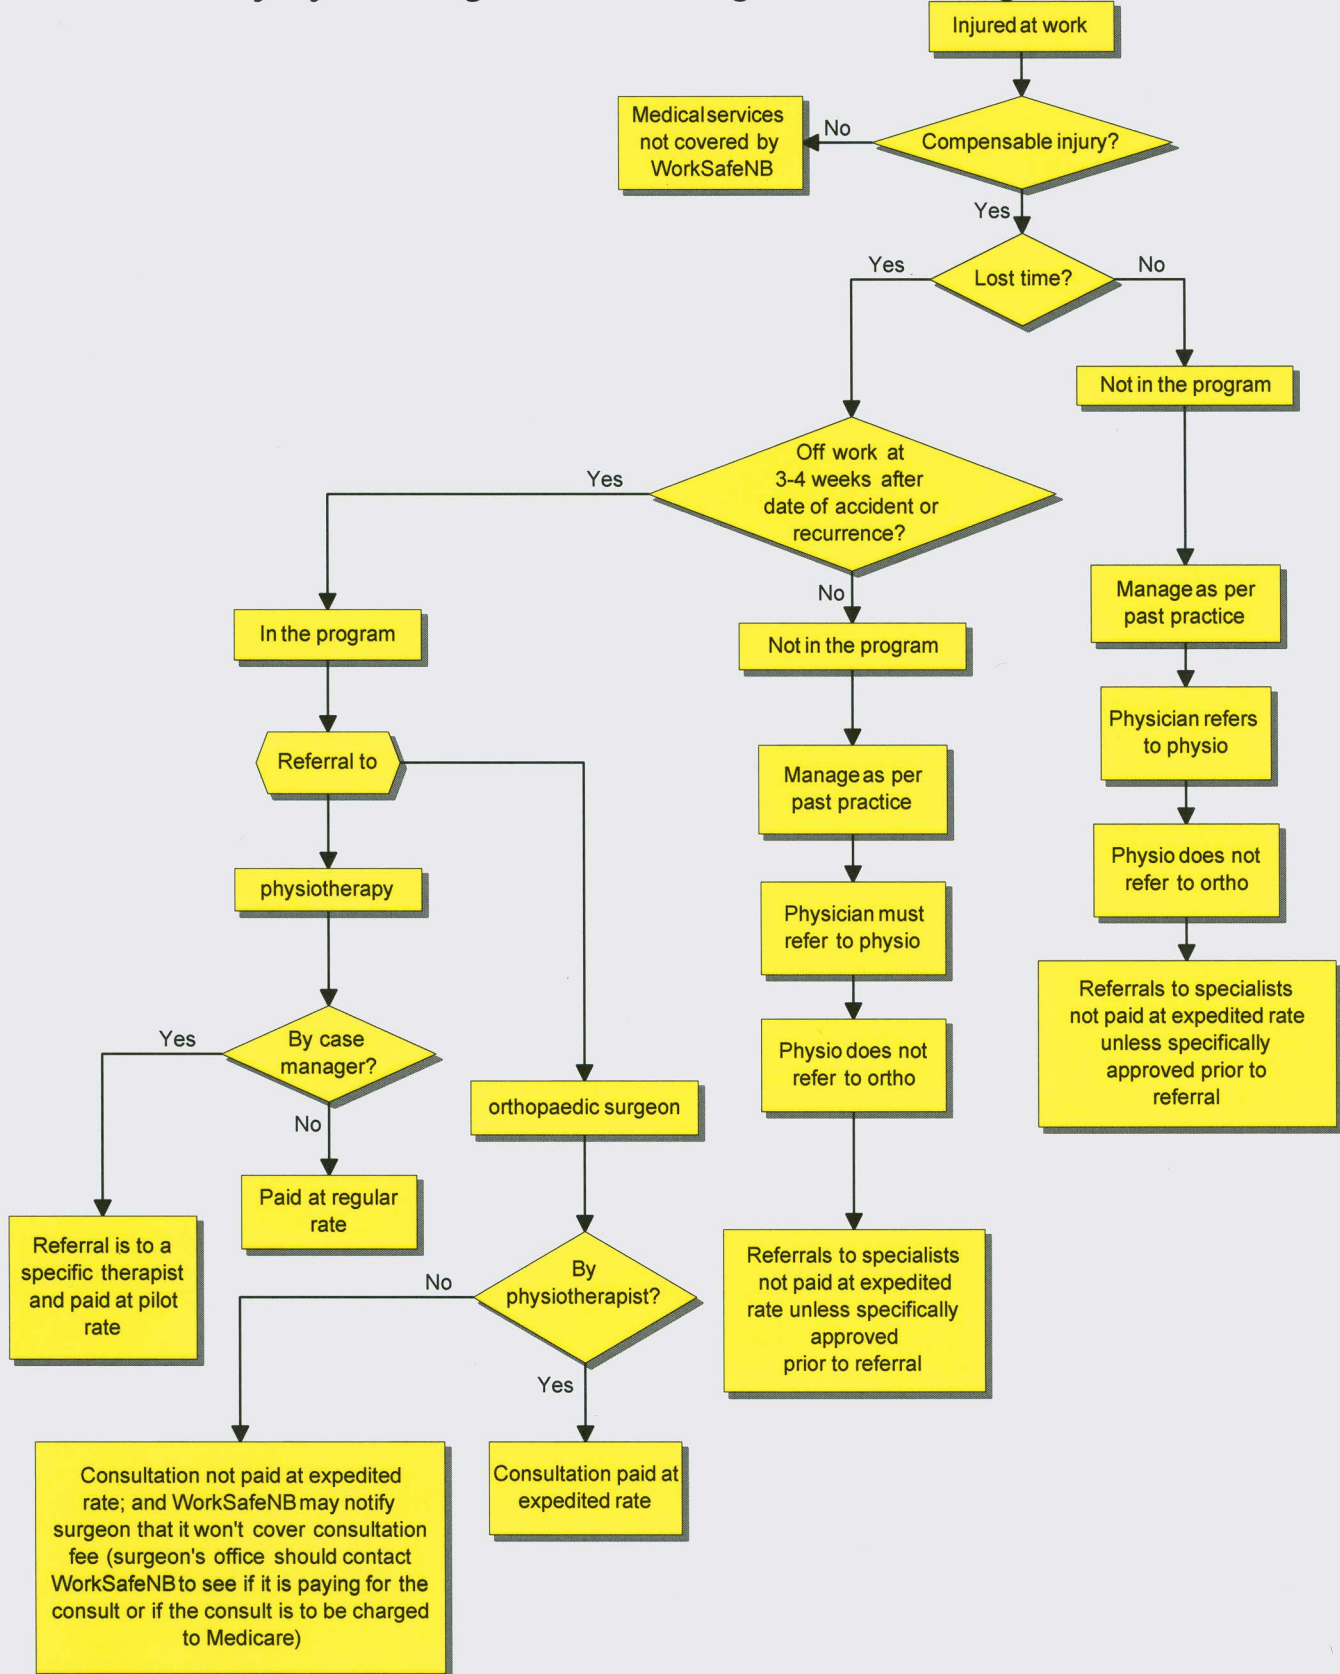 Injured at work
Medical services
not covered by
WorkSafeNB
No
Compensable injury?
Yes
Yes
Lost time?
No
Not in the program
Off work at
3-4 weeks after
date of accident or
recurrence?
Yes
No
In the program
Not in the program
Manage as per
past practice
Referral to
Manage as per
past practice
Physician refers
to physio
physiotherapy
Physician must
refer to physio
Physio does not
refer to ortho
Yes
By case
manager?
No
orthopaedic surgeon
Physio does not
refer to ortho
Referrals to specialists
not paid at expedited rate
unless specifically
approved prior to
referral
Referral is to a
specific therapist
and paid at pilot
rate
Paid at regular
rate
No
By
physiotherapist?
Yes
Referrals to specialists
not paid at expedited
rate unless specifically
approved
prior to referral
Consultation not paid at expedited
rate; and WorkSafeNB may notify
surgeon that it won't cover consultation
fee (surgeon's office should contact
WorkSafeNB to see if it is paying for the
consult or if the consult is to be charged
to Medicare)
Consultation paid at
expedited rate